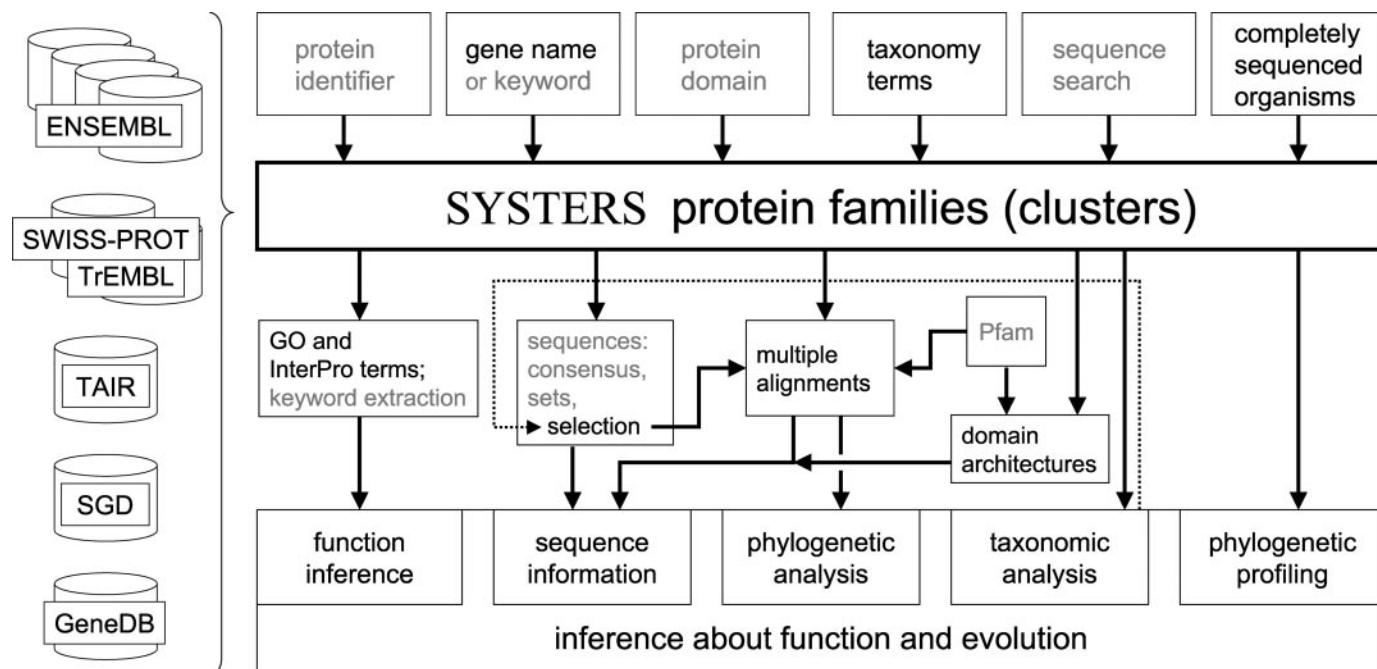 ENSEMBL
SWISS-PROT
TrEMBL
TAIR
SGD
GeneDB
protein
identifier
gene name
or keyword
protein
domain
taxonomy
terms
sequence
search
completely
sequenced
organisms
SYSTERS protein families (clusters)
GO and
InterPro terms;
keyword extraction
sequences:
consensus,
sets,
selection
multiple
alignments
Pfam
domain
architectures
function
inference
sequence
information
phylogenetic
analysis
taxonomic
analysis
phylogenetic
profiling
inference about function and evolution